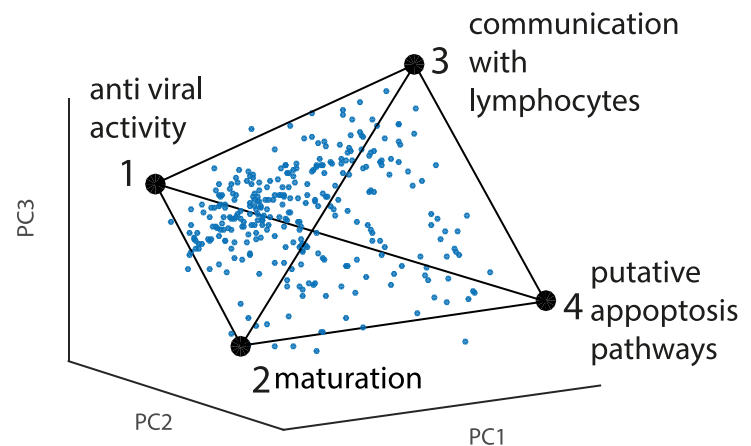 communication
with
lymphocytes
3
anti viral
activity
1
PC3
putative
appoptosis
pathways
4
2 maturation
PC2
PC1